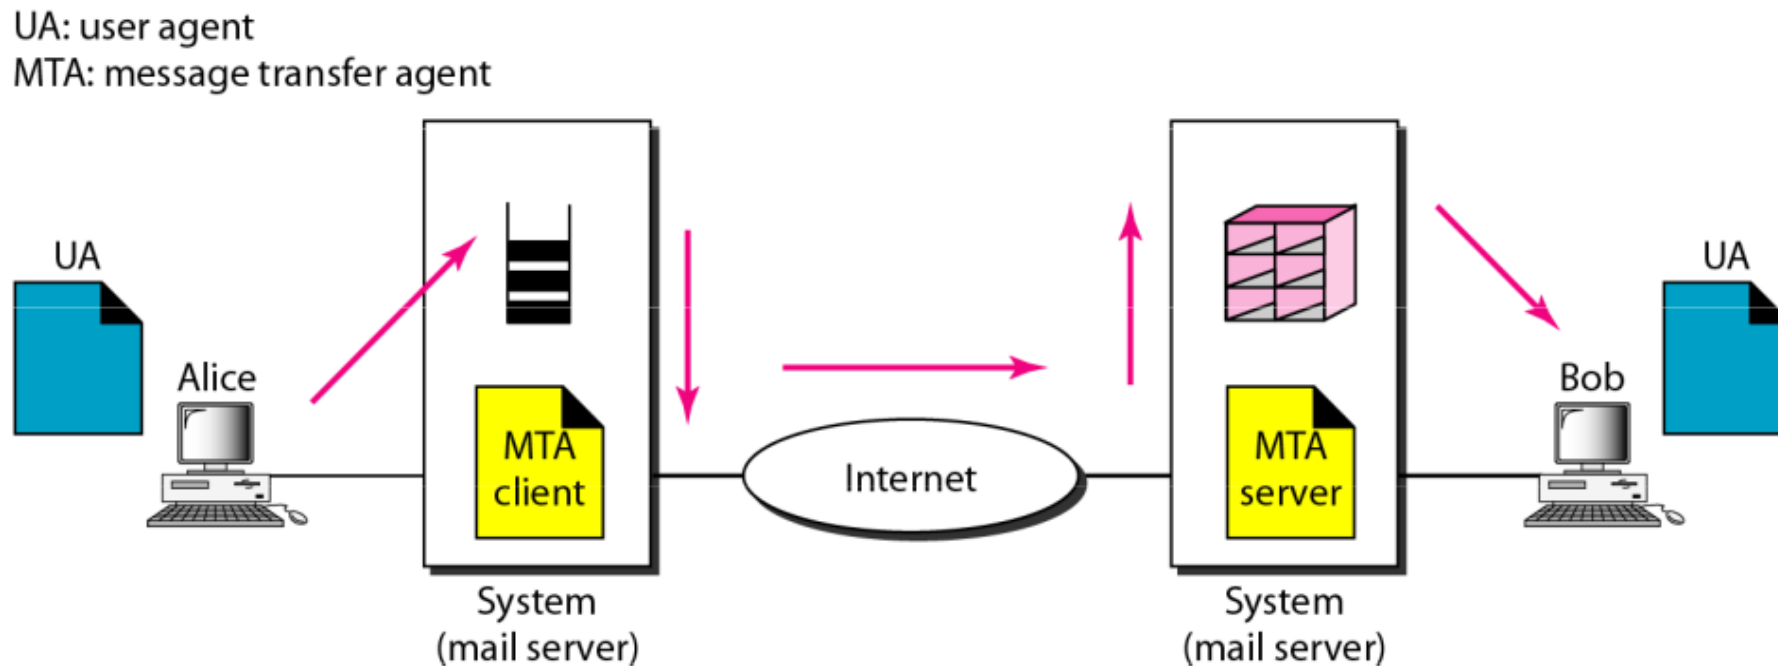 UA: user agent
MTA: message transfer agent
UA
UA
Alice
Bob
MTA
client
Internet
MTA
server
System
(mail server)
System
(mail server)